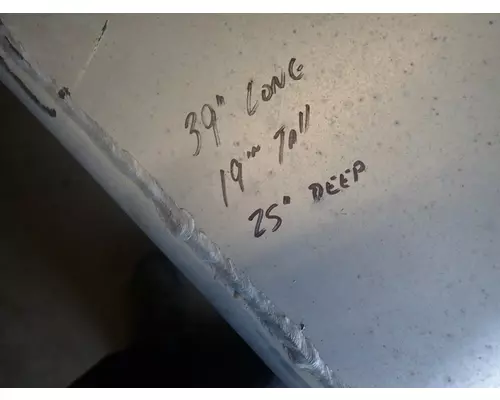 39" LONG
19" TAll
25" DEEP